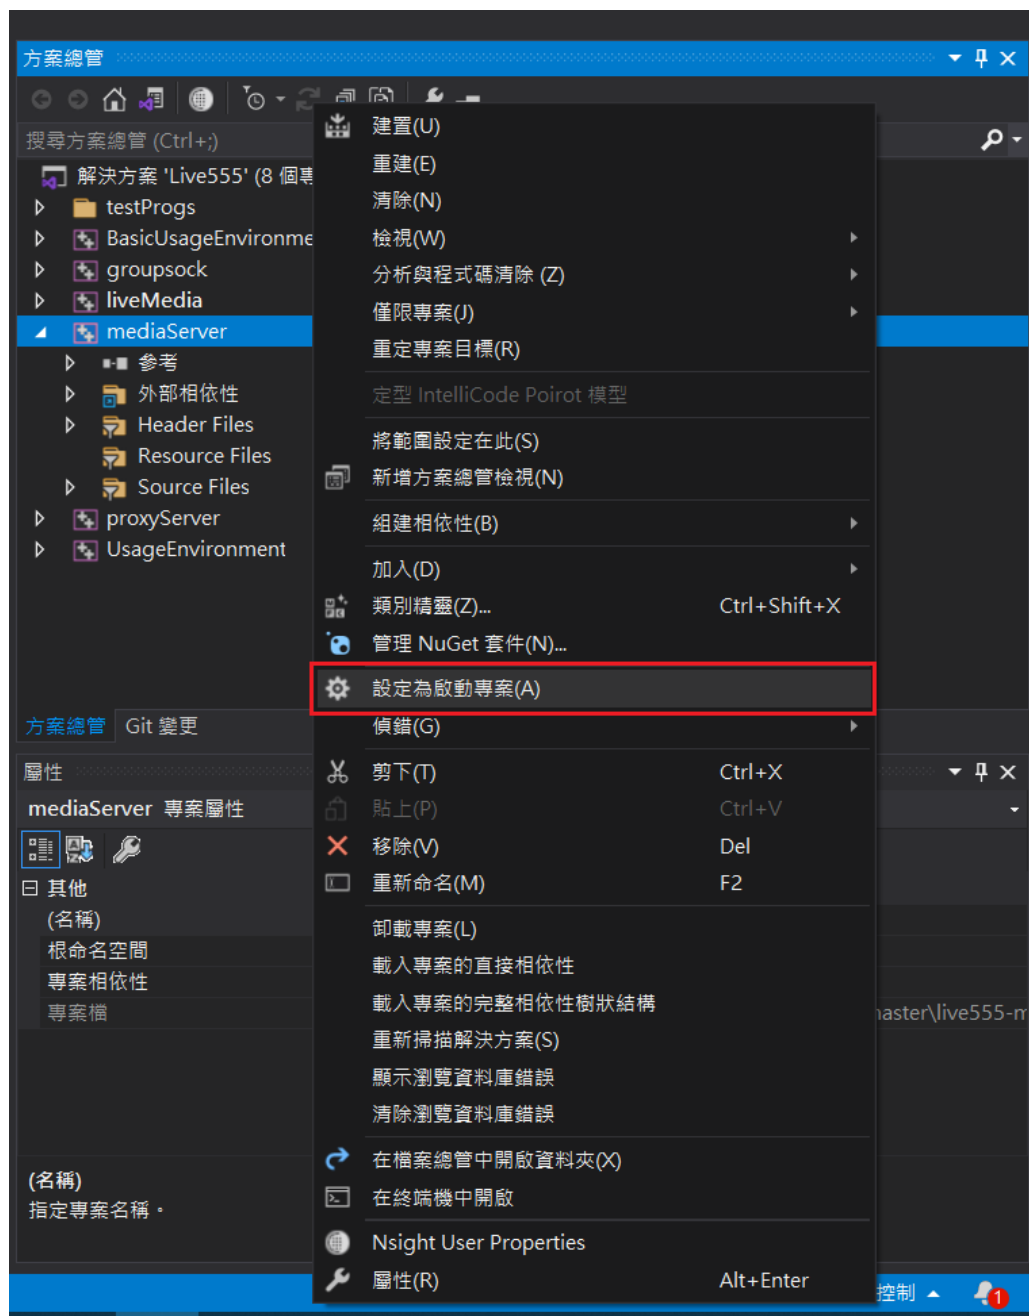 方案總管
搜尋方案總管 (Ctrl+;)
解決方案 'Live555' (8 個專
testProgs
BasicUsageEnvironme
groupsock
liveMedia
mediaServer
參考
外部相依性
Header Files
Resource Files
Source Files
proxyServer
UsageEnvironment
方案總管 Git 變更
屬性
mediaServer 專案屬性
其他
(名稱)
根命名空間
專案相依性
專案檔
naster\live555-m
(名稱)
指定專案名稱。
建置(U)
重建(E)
清除(N)
檢視(W)
分析與程式碼清除 (Z)
僅限專案(J)
重定專案目標(R)
定型 IntelliCode Poirot 模型
將範圍設定在此(S)
新增方案總管檢視(N)
組建相依性(B)
加入(D)
類別精靈(Z)... Ctrl+Shift+X
管理 NuGet 套件(N)...
設定為啟動專案(A)
偵錯(G)
剪下(T) Ctrl+X
貼上(P) Ctrl+V
移除(V) Del
重新命名(M) F2
卸載專案(L)
載入專案的直接相依性
載入專案的完整相依性樹狀結構
重新掃描解決方案(S)
顯示瀏覽資料庫錯誤
清除瀏覽資料庫錯誤
在檔案總管中開啟資料夾(X)
在終端機中開啟
Nsight User Properties
屬性(R) Alt+Enter
控制
1